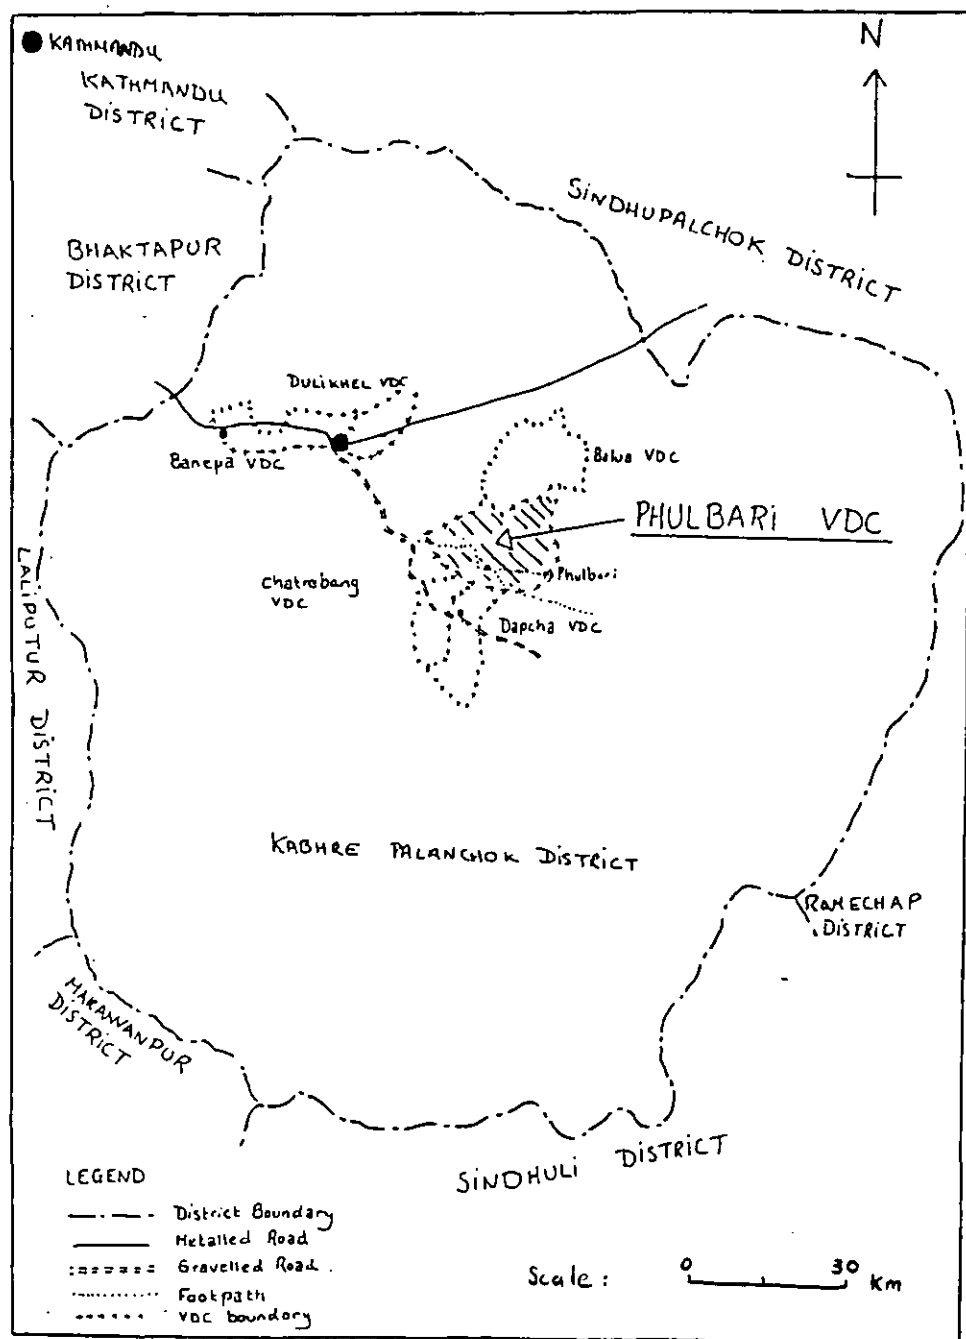 KATHMANDU
KATHMANDU
DISTRICT
N
SINDHUPALCHOK DISTRICT
BHAKTAPUR
DISTRICT
DULIKHEL VDC
Banepa VDC
Balwa VDC
PHULBARI VDC
Phulbari
Chatrebang
VDC
Dapcha VDC
LALIPUTUR DISTRICT
KABHRE PALANCHOK DISTRICT
RAMECHAP
DISTRICT
MAKAWANPUR
DISTRICT
SINDHULI DISTRICT
LEGEND
District Boundary
Metalled Road
Gravelled Road.
Footpath
VDC boundary
Scale:
0 30 Km